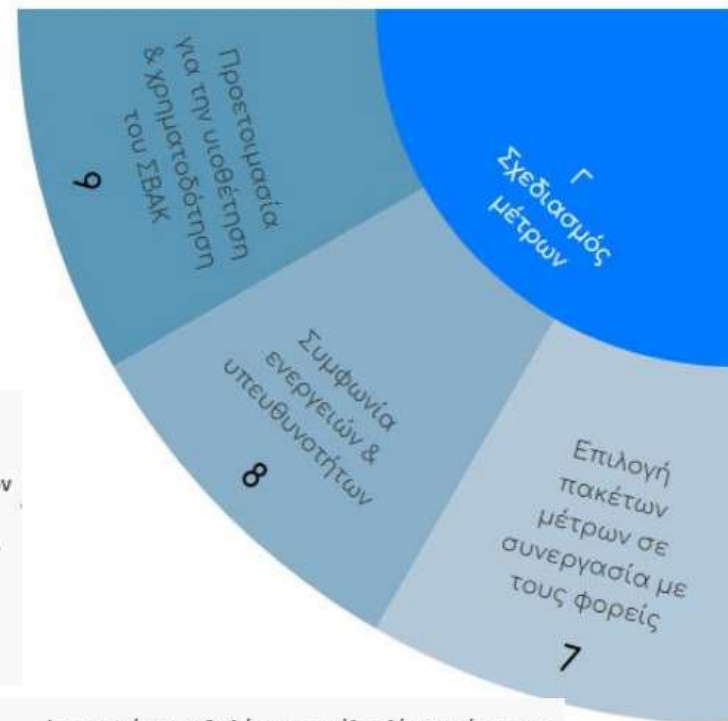 Γ
Σχεδιασμός
μέτρων
Επιλογή
πακέτων
μέτρων σε
συνεργασία με
τους φορείς
7
Συμφωνία
ενεργειών &
υπευθυνοτήτων
8
Προετοιμασία
για την υιοθέτηση
& χρηματοδότηση
του ΣΒΑΚ
9